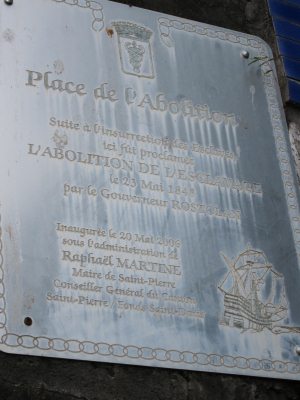 Place de l'Abolition
Suite à l'insurrection des Esclaves
ici fut proclamée
L'ABOLITION DE L'ESCLAVAGE
le 23 Mai 1848
par le Gouverneur ROSTOLAN
Inaugurée le 20 Mai 2006
sous l'administration de
Raphaël MARTINE
Maire de Saint-Pierre
Conseiller Général du Canton
Saint-Pierre / Fonds Saint-Denis